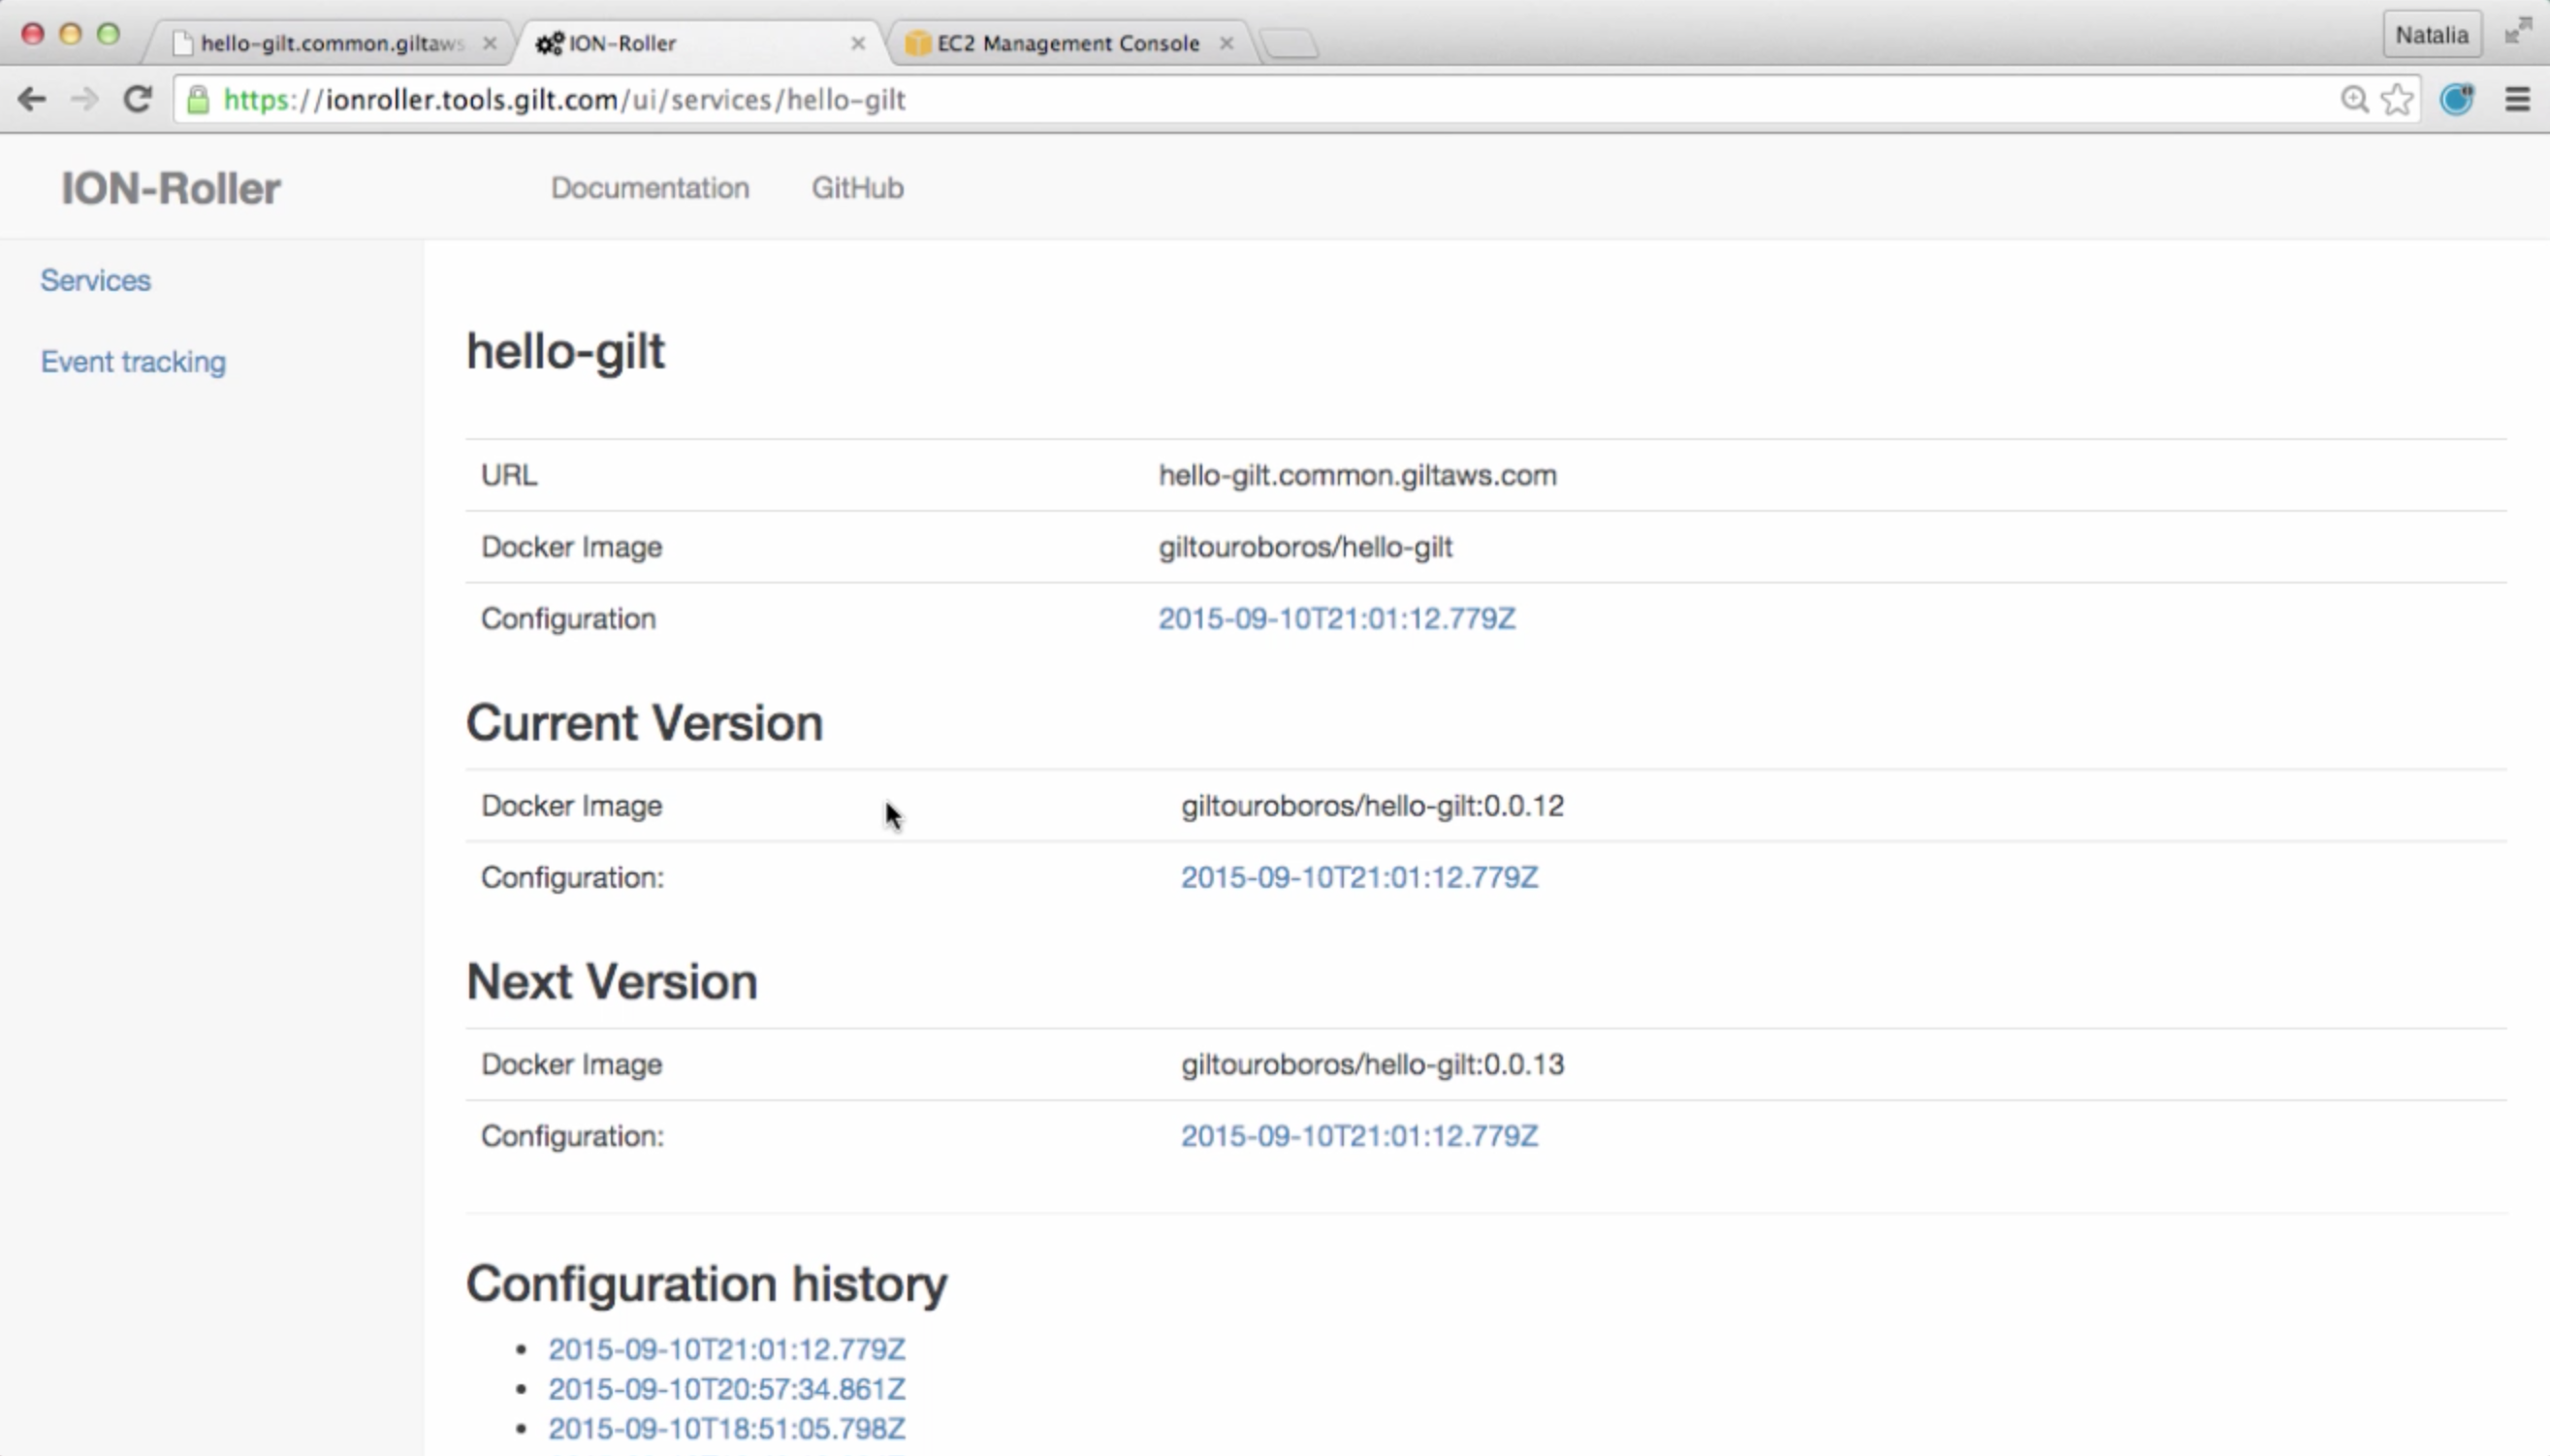 hello-gilt.common.giltaws
ION-Roller
EC2 Management Console
Natalia
https://ionroller.tools.gilt.com/ui/services/hello-gilt
ION-Roller
Documentation
GitHub
Services
Event tracking
hello-gilt
URL hello-gilt.common.giltaws.com
Docker Image giltouroboros/hello-gilt
Configuration 2015-09-10T21:01:12.779Z
Current Version
Docker Image giltouroboros/hello-gilt:0.0.12
Configuration: 2015-09-10T21:01:12.779Z
Next Version
Docker Image giltouroboros/hello-gilt:0.0.13
Configuration: 2015-09-10T21:01:12.779Z
Configuration history
• 2015-09-10T21:01:12.779Z
• 2015-09-10T20:57:34.861Z
• 2015-09-10T18:51:05.798Z